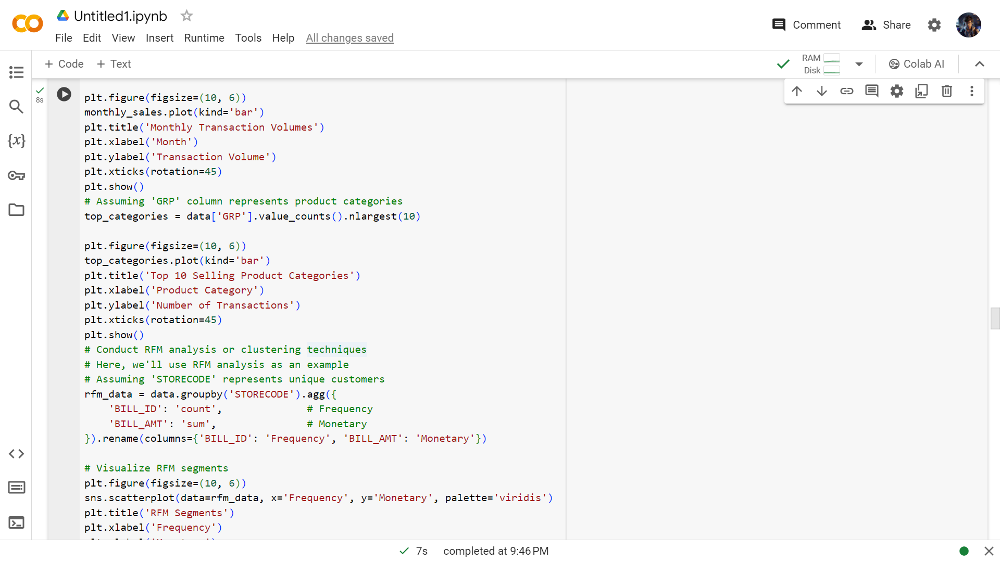 Untitled1.ipynb
File Edit View Insert Runtime Tools Help All changes saved
Comment Share
+ Code + Text
RAM
Disk
Colab AI
8s
plt.figure(figsize=(10, 6))
monthly_sales.plot(kind='bar')
plt.title('Monthly Transaction Volumes')
plt.xlabel('Month')
plt.ylabel('Transaction Volume')
plt.xticks(rotation=45)
plt.show()
# Assuming 'GRP' column represents product categories
top_categories = data['GRP'].value_counts().nlargest(10)
plt.figure(figsize=(10, 6))
top_categories.plot(kind='bar')
plt.title('Top 10 Selling Product Categories')
plt.xlabel('Product Category')
plt.ylabel('Number of Transactions')
plt.xticks(rotation=45)
plt.show()
# Conduct RFM analysis or clustering techniques
# Here, we'll use RFM analysis as an example
# Assuming 'STORECODE' represents unique customers
rfm_data = data.groupby('STORECODE').agg({
    'BILL_ID': 'count',              # Frequency
    'BILL_AMT': 'sum',               # Monetary
}).rename(columns={'BILL_ID': 'Frequency', 'BILL_AMT': 'Monetary'})
# Visualize RFM segments
plt.figure(figsize=(10, 6))
sns.scatterplot(data=rfm_data, x='Frequency', y='Monetary', palette='viridis')
plt.title('RFM Segments')
plt.xlabel('Frequency')
7s completed at 9:46 PM